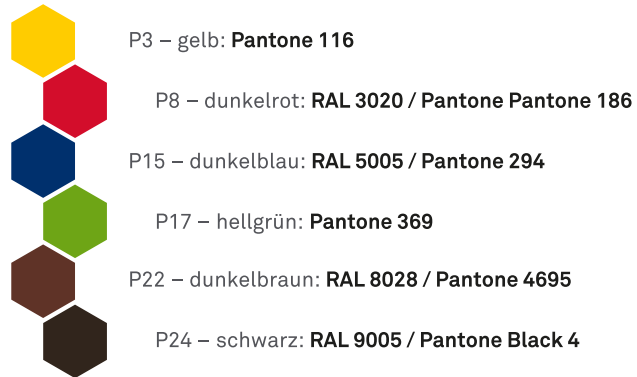 P3 – gelb: Pantone 116
P8 – dunkelrot: RAL 3020 / Pantone Pantone 186
P15 – dunkelblau: RAL 5005 / Pantone 294
P17 – hellgrün: Pantone 369
P22 – dunkelbraun: RAL 8028 / Pantone 4695
P24 – schwarz: RAL 9005 / Pantone Black 4